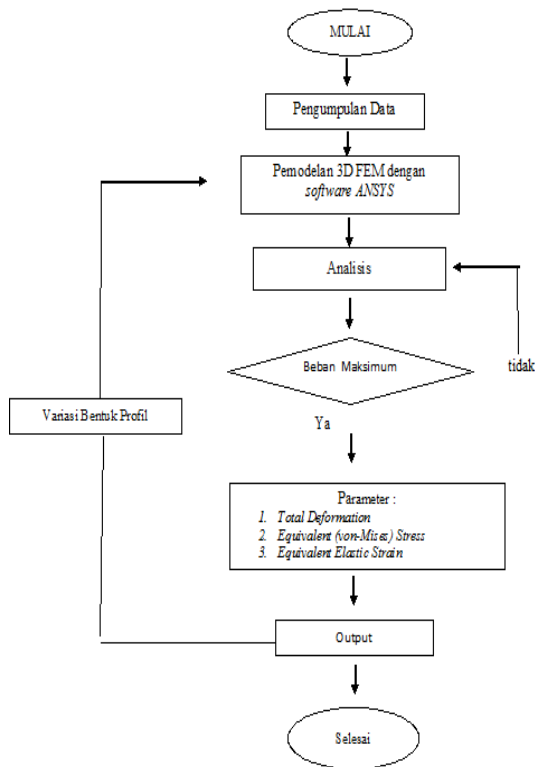 MULAI
Pengumpulan Data
Pemodelan 3D FEM dengan
software ANSYS
Analisis
Beban Maksimum
tidak
Variasi Bentuk Profil
Ya
Parameter :
1. Total Deformation
2. Equivalent (von-Mises) Stress
3. Equivalent Elastic Strain
Output
Selesai